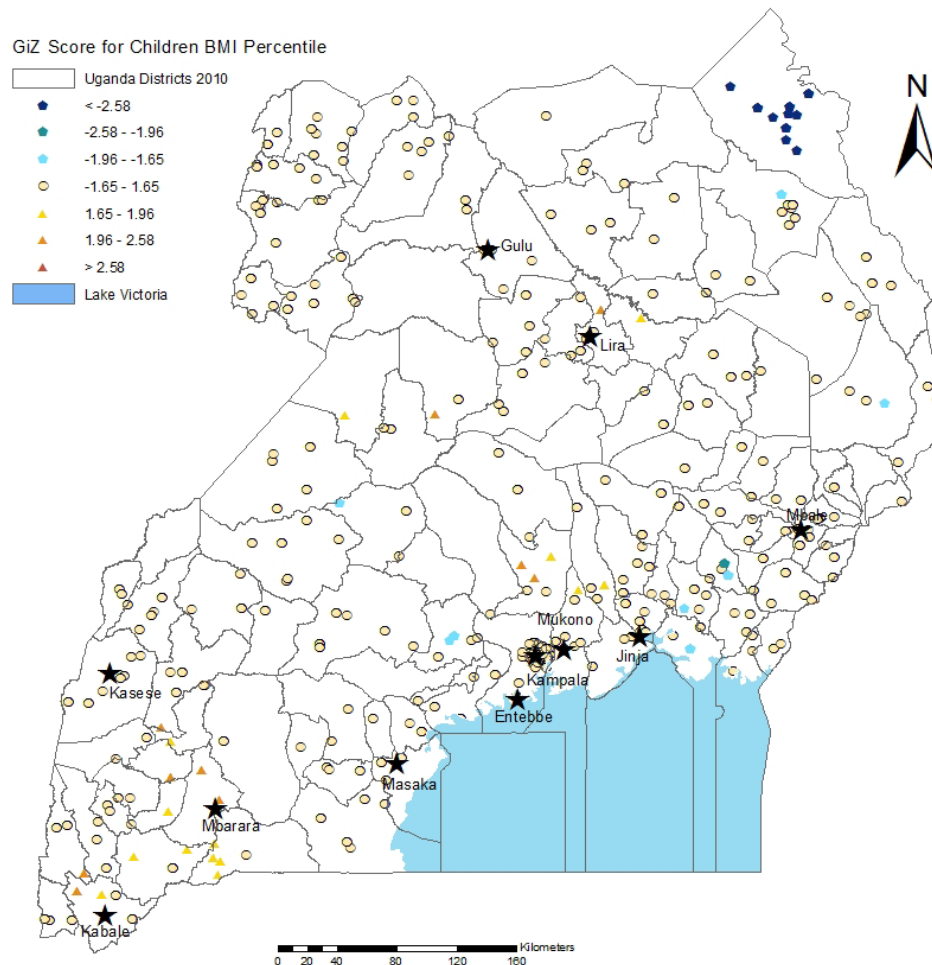 GiZ Score for Children BMI Percentile
Uganda Districts 2010
< -2.58
-2.58 - -1.96
-1.96 - -1.65
-1.65 - 1.65
1.65 - 1.96
1.96 - 2.58
> 2.58
Lake Victoria
N
Gulu
Lira
Mbale
Mukono
Jinja
Kampala
Kasese
Entebbe
Masaka
Mbarara
Kabale
Kilometers
0 20 40 80 120 160